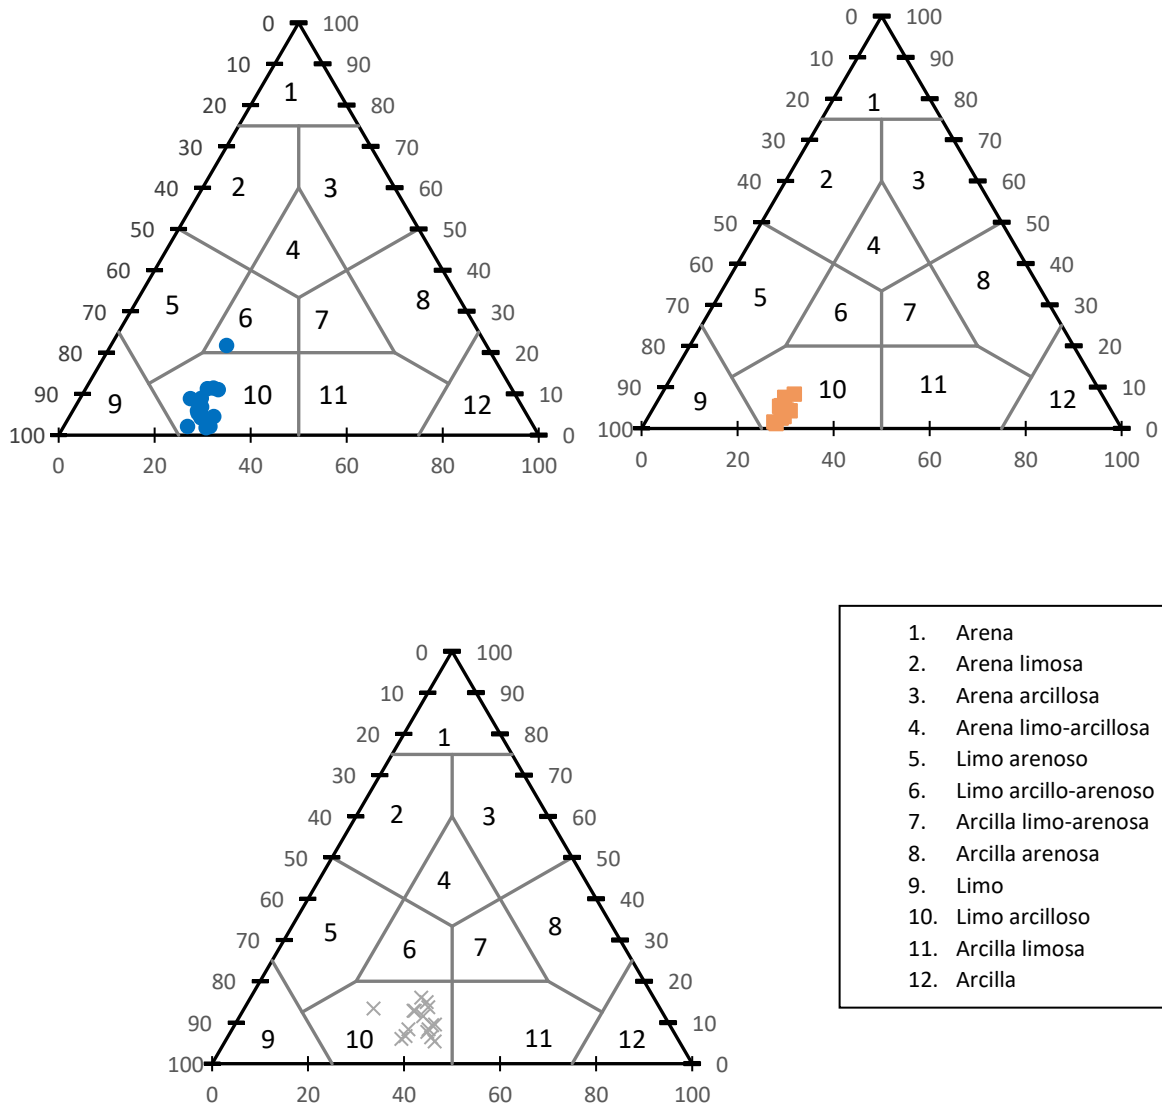 0 100
10 90
1
20 80
30 70
2 3
40 60
50 50
4
60 40
5 8
70 30
6 7
80 20
90 10
9 10 11 12
100 0
0 20 40 60 80 100
0 100
10 90
1
20 80
30 70
2 3
40 60
50 50
4
60 40
8
5
70 30
6 7
80 20
90 10
9 10 11 12
100 0
0 20 40 60 80 100
0 100
10 90
20 80
1
30 70
2 3
40 60
50 50
4
60 40
5 8
70 30
6 7
80 20
90 10
9 10 11 12
100 0
0 20 40 60 80 100
1. Arena
2. Arena limosa
3. Arena arcillosa
4. Arena limo-arcillosa
5. Limo arenoso
6. Limo arcillo-arenoso
7. Arcilla limo-arenosa
8. Arcilla arenosa
9. Limo
10. Limo arcilloso
11. Arcilla limosa
12. Arcilla